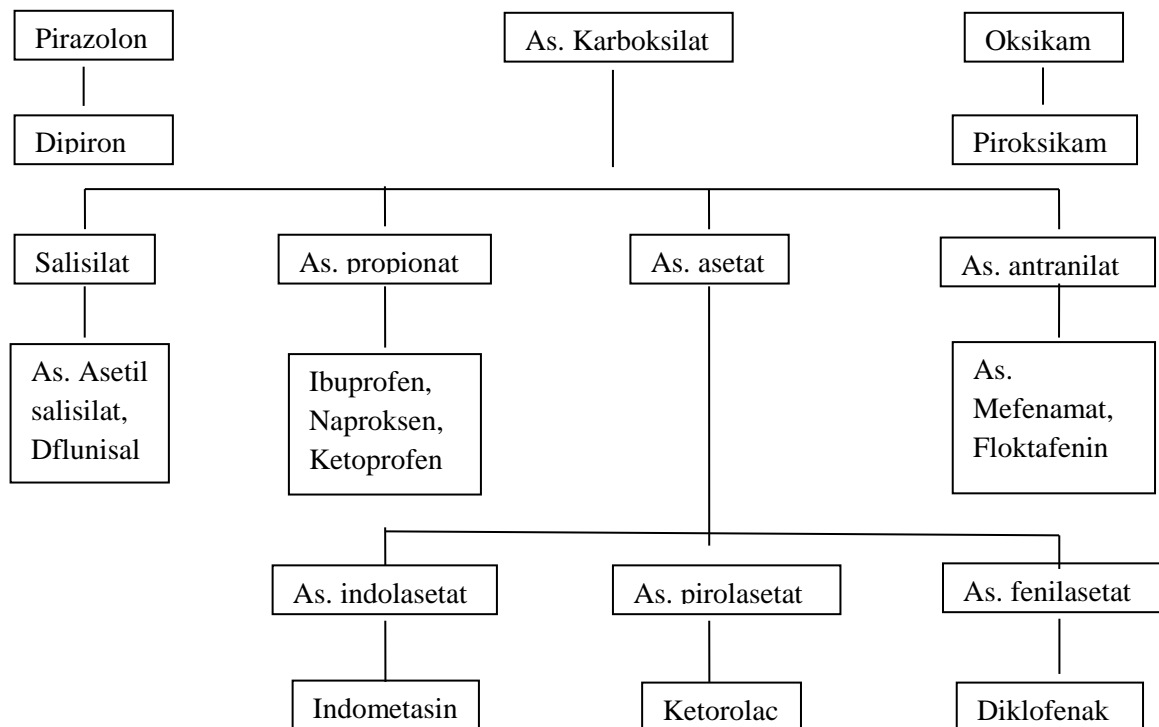 Pirazolon
As. Karboksilat
Oksikam
Dipiron
Piroksikam
Salisilat
As. propionat
As. asetat
As. antranilat
As. Asetil
salisilat,
Dflunisal
Ibuprofen,
Naproksen,
Ketoprofen
As.
Mefenamat,
Floktafenin
As. indolasetat
As. pirolasetat
As. fenilasetat
Indometasin
Ketorolac
Diklofenak